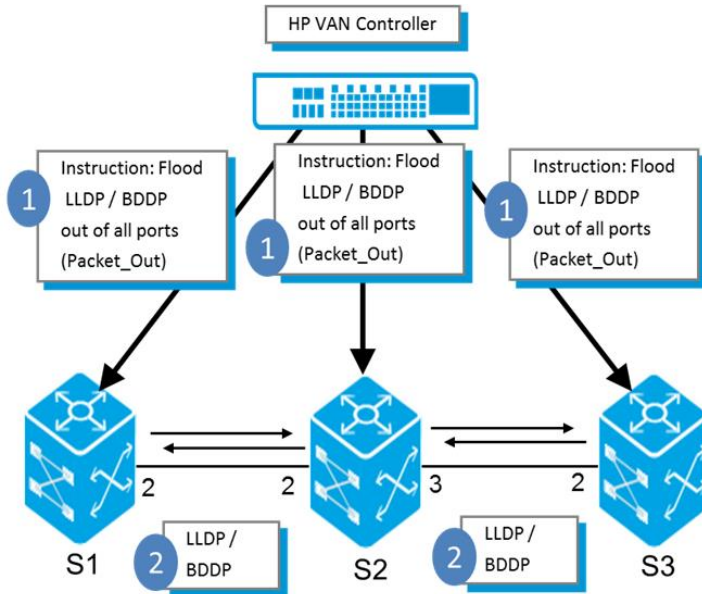 HP VAN Controller
Instruction: Flood
LLDP / BDDP
out of all ports
(Packet_Out)
1
Instruction: Flood
LLDP / BDDP
out of all ports
(Packet_Out)
1
Instruction: Flood
LLDP / BDDP
out of all ports
(Packet_Out)
1
2
2
3
2
S1
2
LLDP /
BDDP
S2
2
LLDP /
BDDP
S3